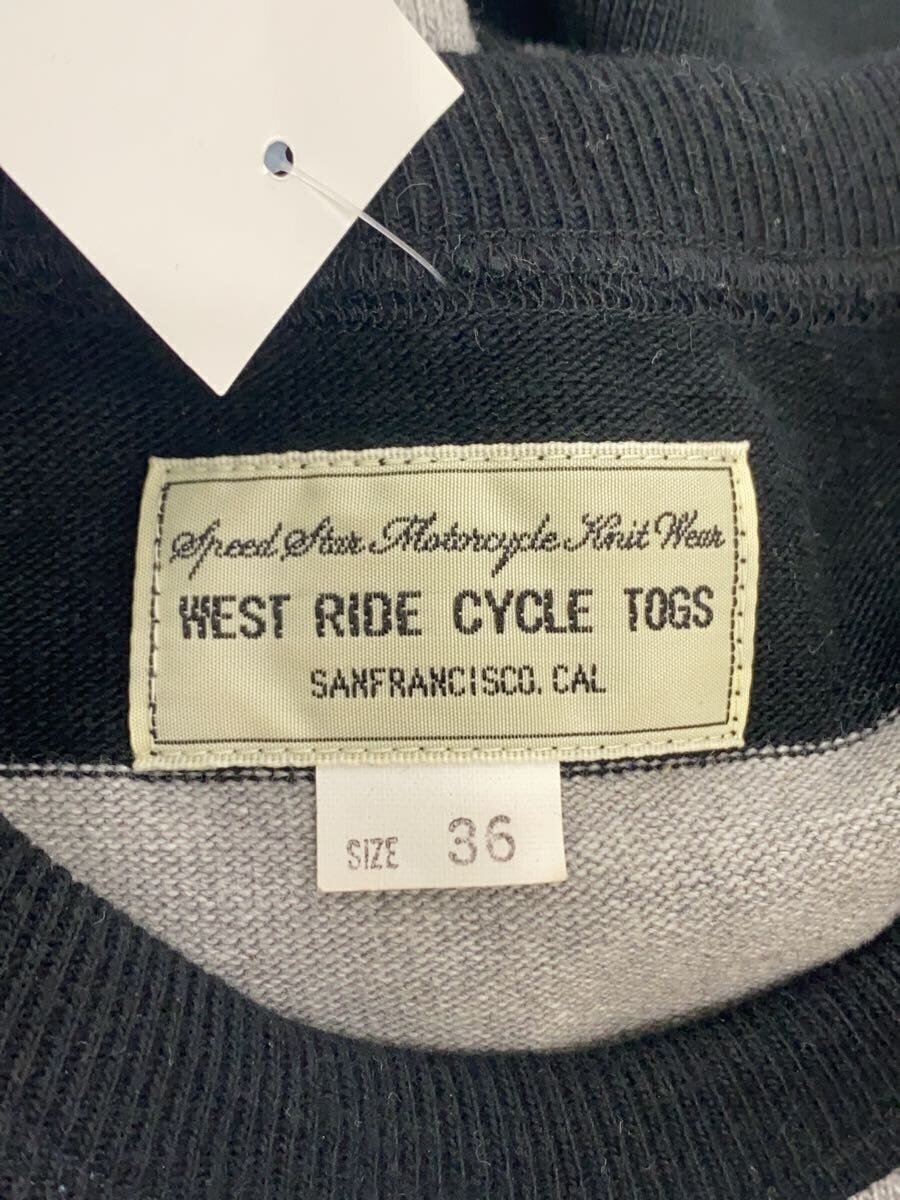 Speed Star Motorcycle Knit Wear
WEST RIDE CYCLE TOGS
SANFRANCISCO. CAL
SIZE 36